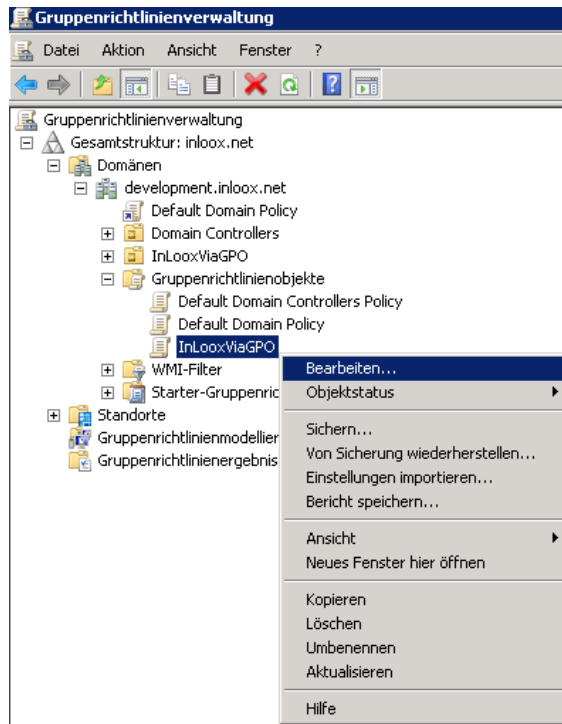 Gruppenrichtlinienverwaltung
Datei Aktion Ansicht Fenster ?
Gruppenrichtlinienverwaltung
Gesamtstruktur: inloox.net
Domänen
development.inloox.net
Default Domain Policy
Domain Controllers
InLooxViaGPO
Gruppenrichtlinienobjekte
Default Domain Controllers Policy
Default Domain Policy
InLooxViaGPO
WMI-Filter
Starter-Gruppenric
Standorte
Gruppenrichtlinienmodellier
Gruppenrichtlinienergebnis
Bearbeiten...
Objektstatus
Sichern...
Von Sicherung wiederherstellen...
Einstellungen importieren...
Bericht speichern...
Ansicht
Neues Fenster hier öffnen
Kopieren
Löschen
Umbenennen
Aktualisieren
Hilfe